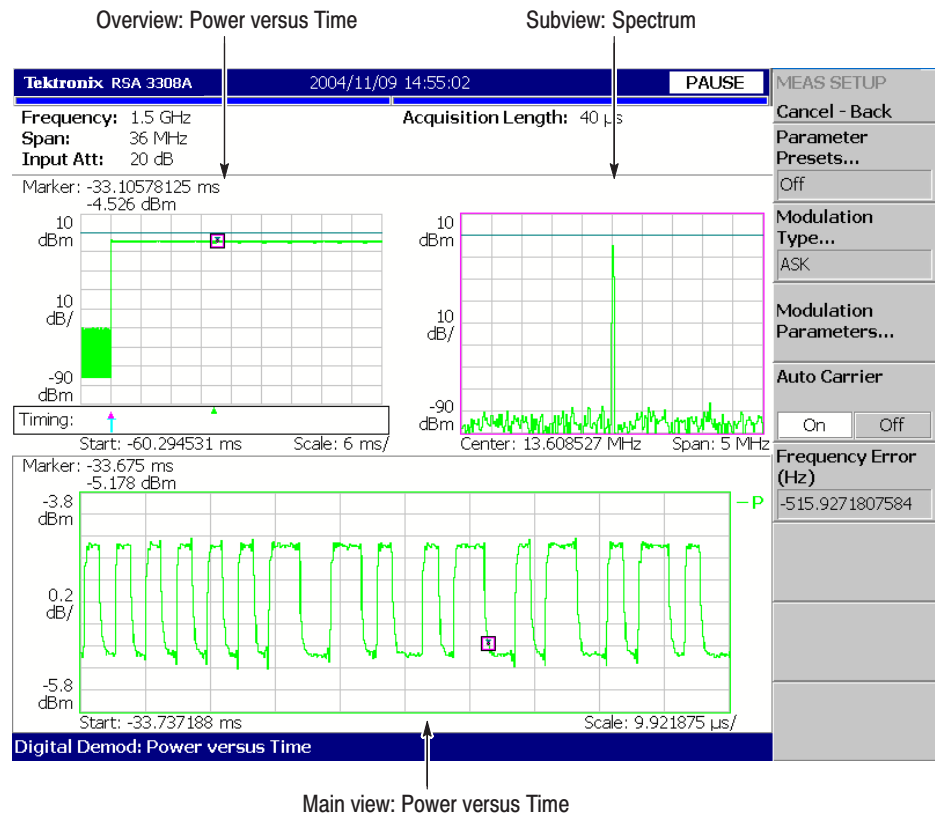 Overview: Power versus Time
Subview: Spectrum
Tektronix RSA 3308A 2004/11/09 14:55:02 PAUSE
Frequency: 1.5 GHz
Acquisition Length: 40 µs
Span: 36 MHz
Input Att: 20 dB
Marker: -33.10578125 ms
-4.526 dBm
10
dBm
10
dB/
-90
dBm
Timing:
Start: -60.294531 ms Scale: 6 ms/
10
dBm
10
dB/
-90
dBm
Center: 13.608527 MHz Span: 5 MHz
Marker: -33.675 ms
-5.178 dBm
-3.8
dBm
P
0.2
dB/
-5.8
dBm
Start: -33.737188 ms Scale: 9.921875 µs/
Digital Demod: Power versus Time
MEAS SETUP
Cancel - Back
Parameter
Presets...
Off
Modulation
Type...
ASK
Modulation
Parameters...
Auto Carrier
On Off
Frequency Error
(Hz)
-515.9271807584
Main view: Power versus Time